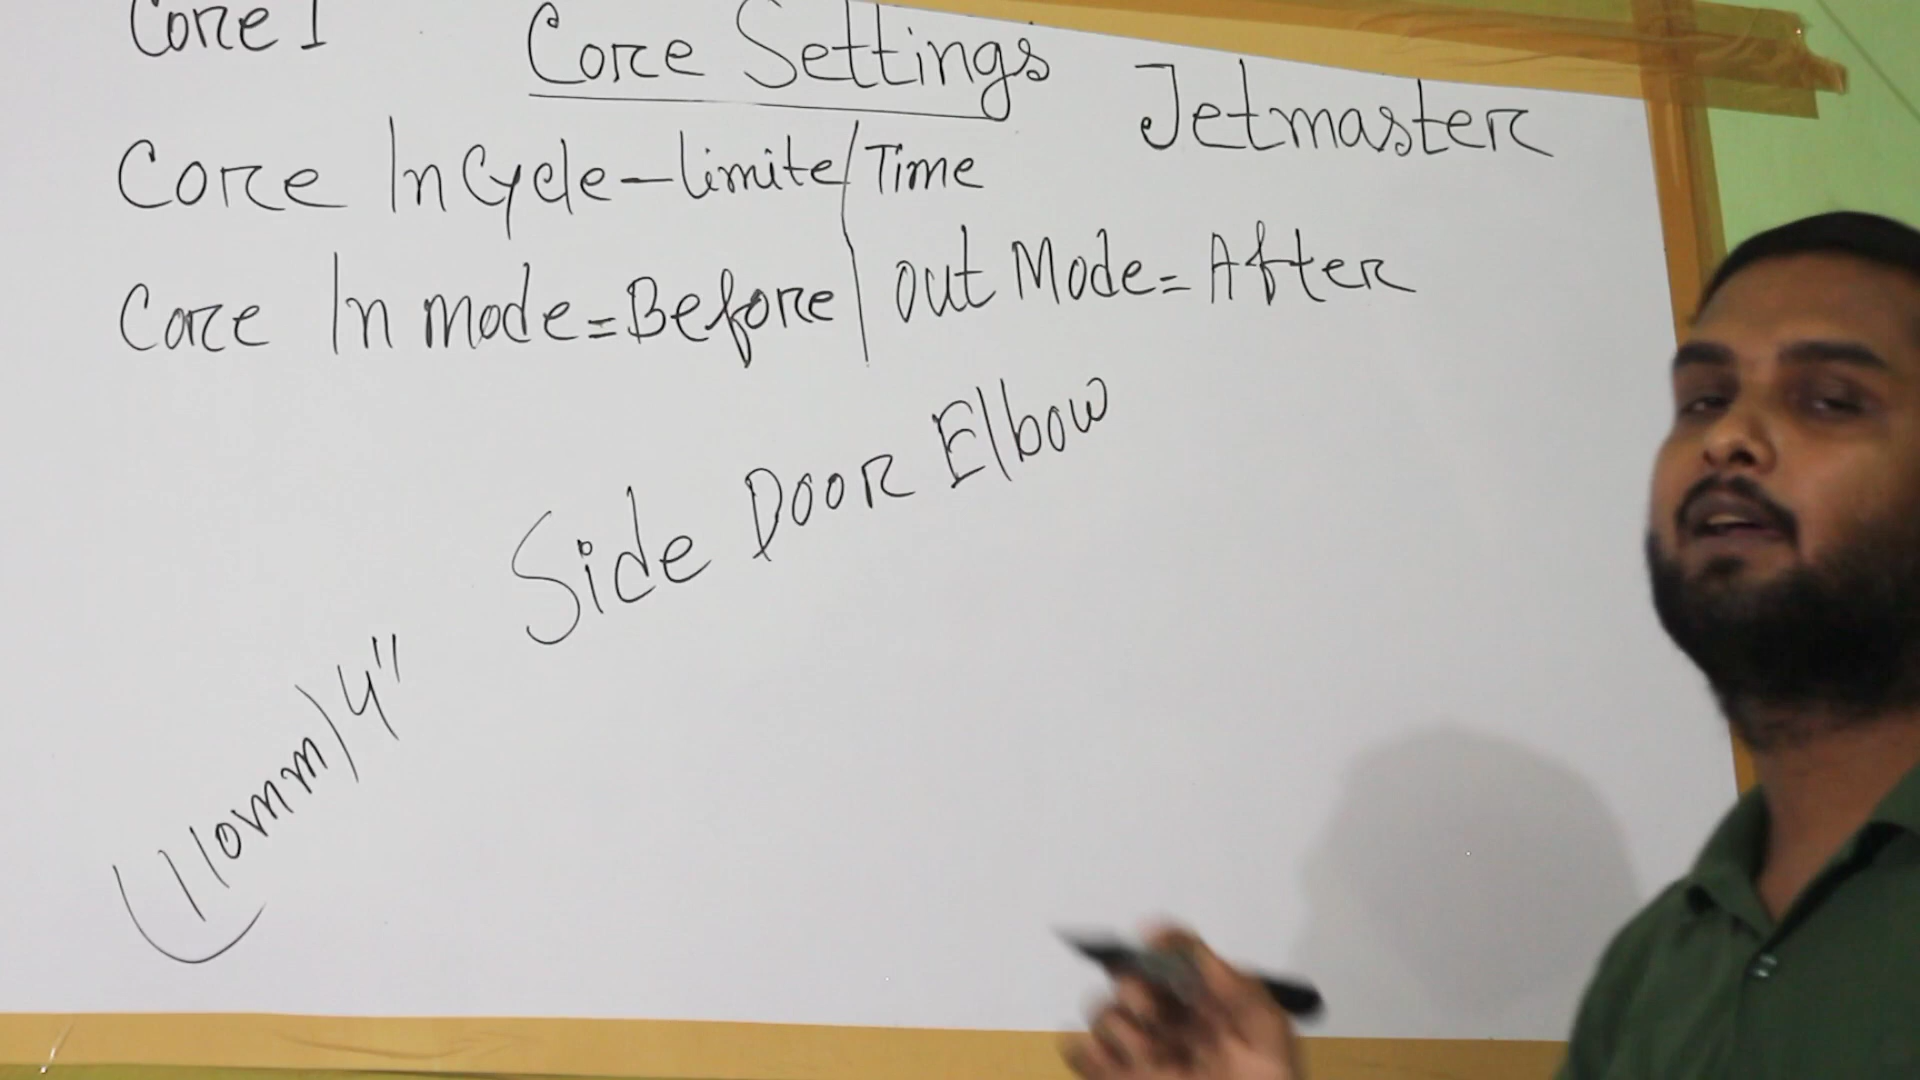 Core 1
Core Settings
Jetmaster
Core In Cycle-limite/Time
Core In mode=Before/out Mode=After
Side Door Elbow
110mm)4"